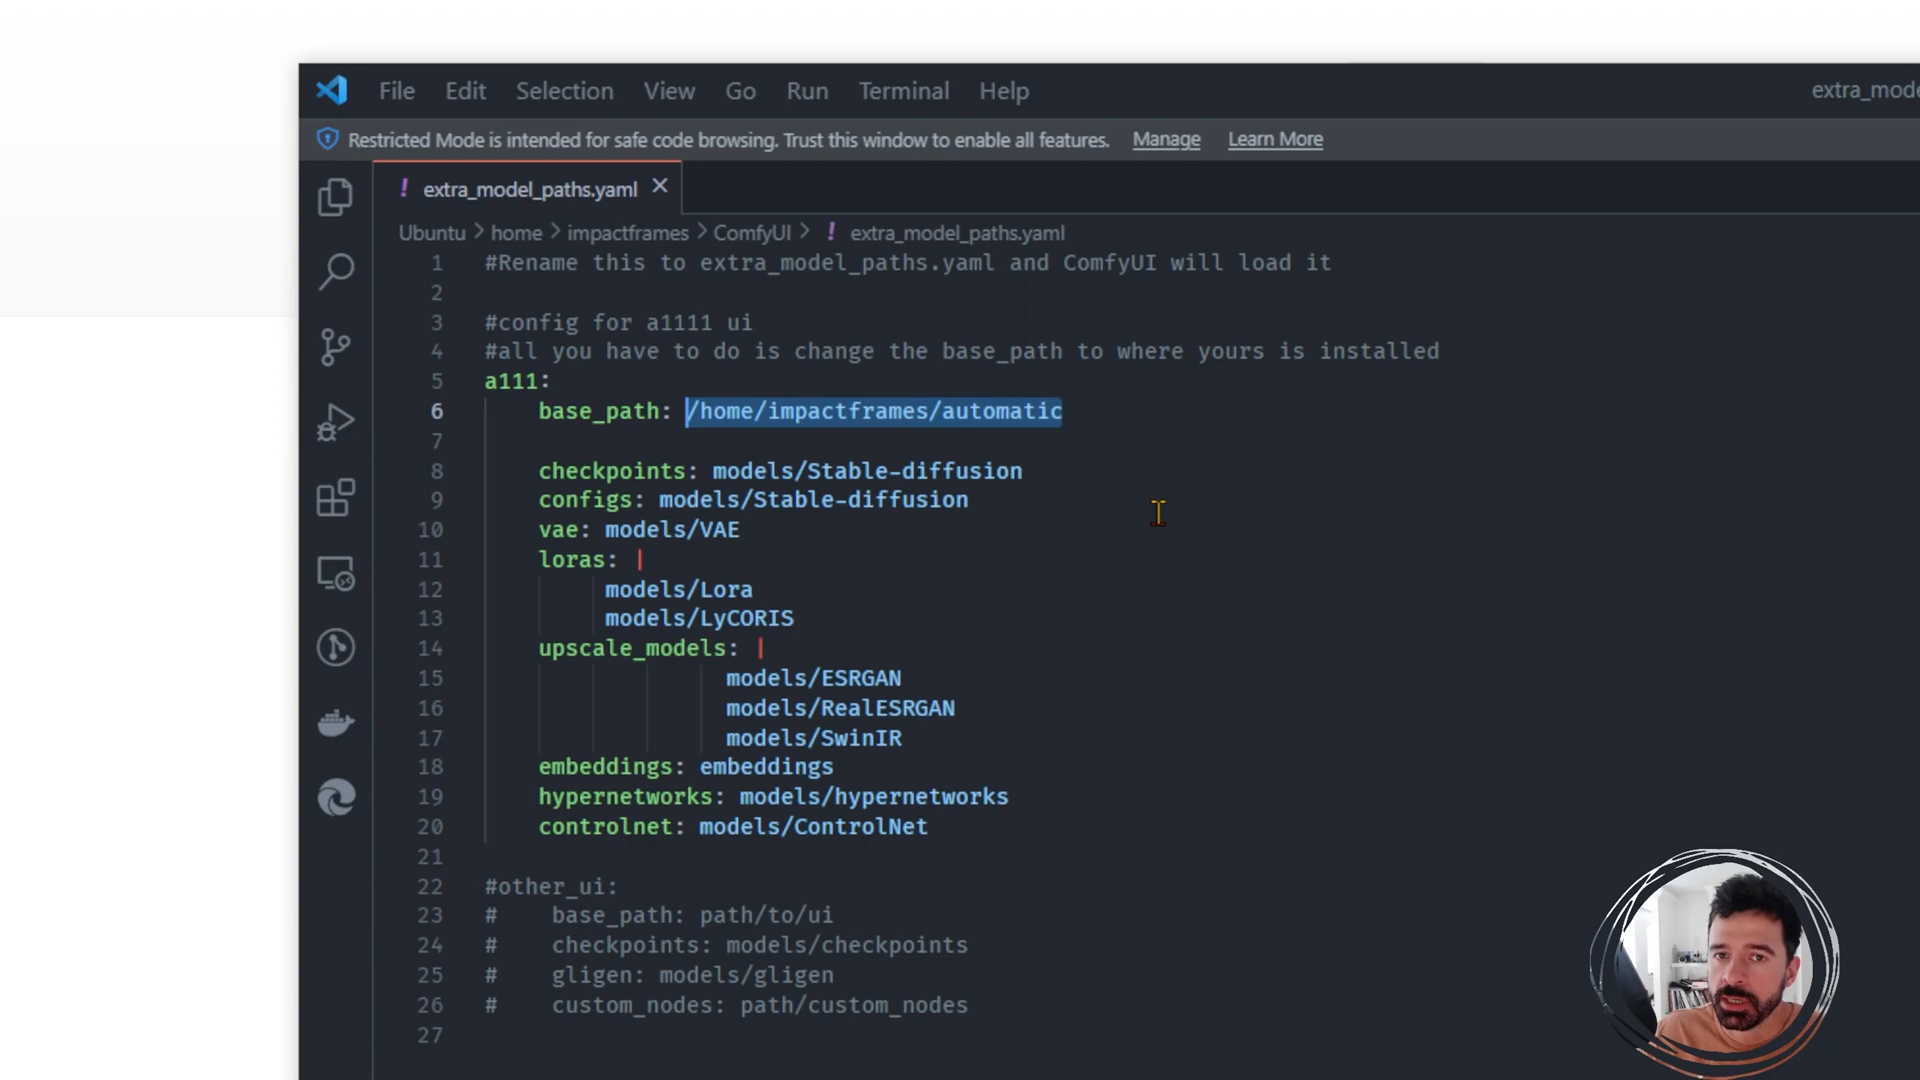 File Edit Selection View Go Run Terminal Help
Restricted Mode is intended for safe code browsing. Trust this window to enable all features. Manage Learn More
! extra_model_paths.yaml ×
Ubuntu > home > impactframes > ComfyUI > ! extra_model_paths.yaml
1 #Rename this to extra_model_paths.yaml and ComfyUI will load it
2
3 #config for a1111 ui
4 #all you have to do is change the base_path to where yours is installed
5 a111:
6 base_path: /home/impactframes/automatic
7
8 checkpoints: models/Stable-diffusion
9 configs: models/Stable-diffusion
10 vae: models/VAE
11 loras: |
12 models/Lora
13 models/LyCORIS
14 upscale_models: |
15 models/ESRGAN
16 models/RealESRGAN
17 models/SwinIR
18 embeddings: embeddings
19 hypernetworks: models/hypernetworks
20 controlnet: models/ControlNet
21
22 #other_ui:
23 # base_path: path/to/ui
24 # checkpoints: models/checkpoints
25 # gligen: models/gligen
26 # custom_nodes: path/custom_nodes
27